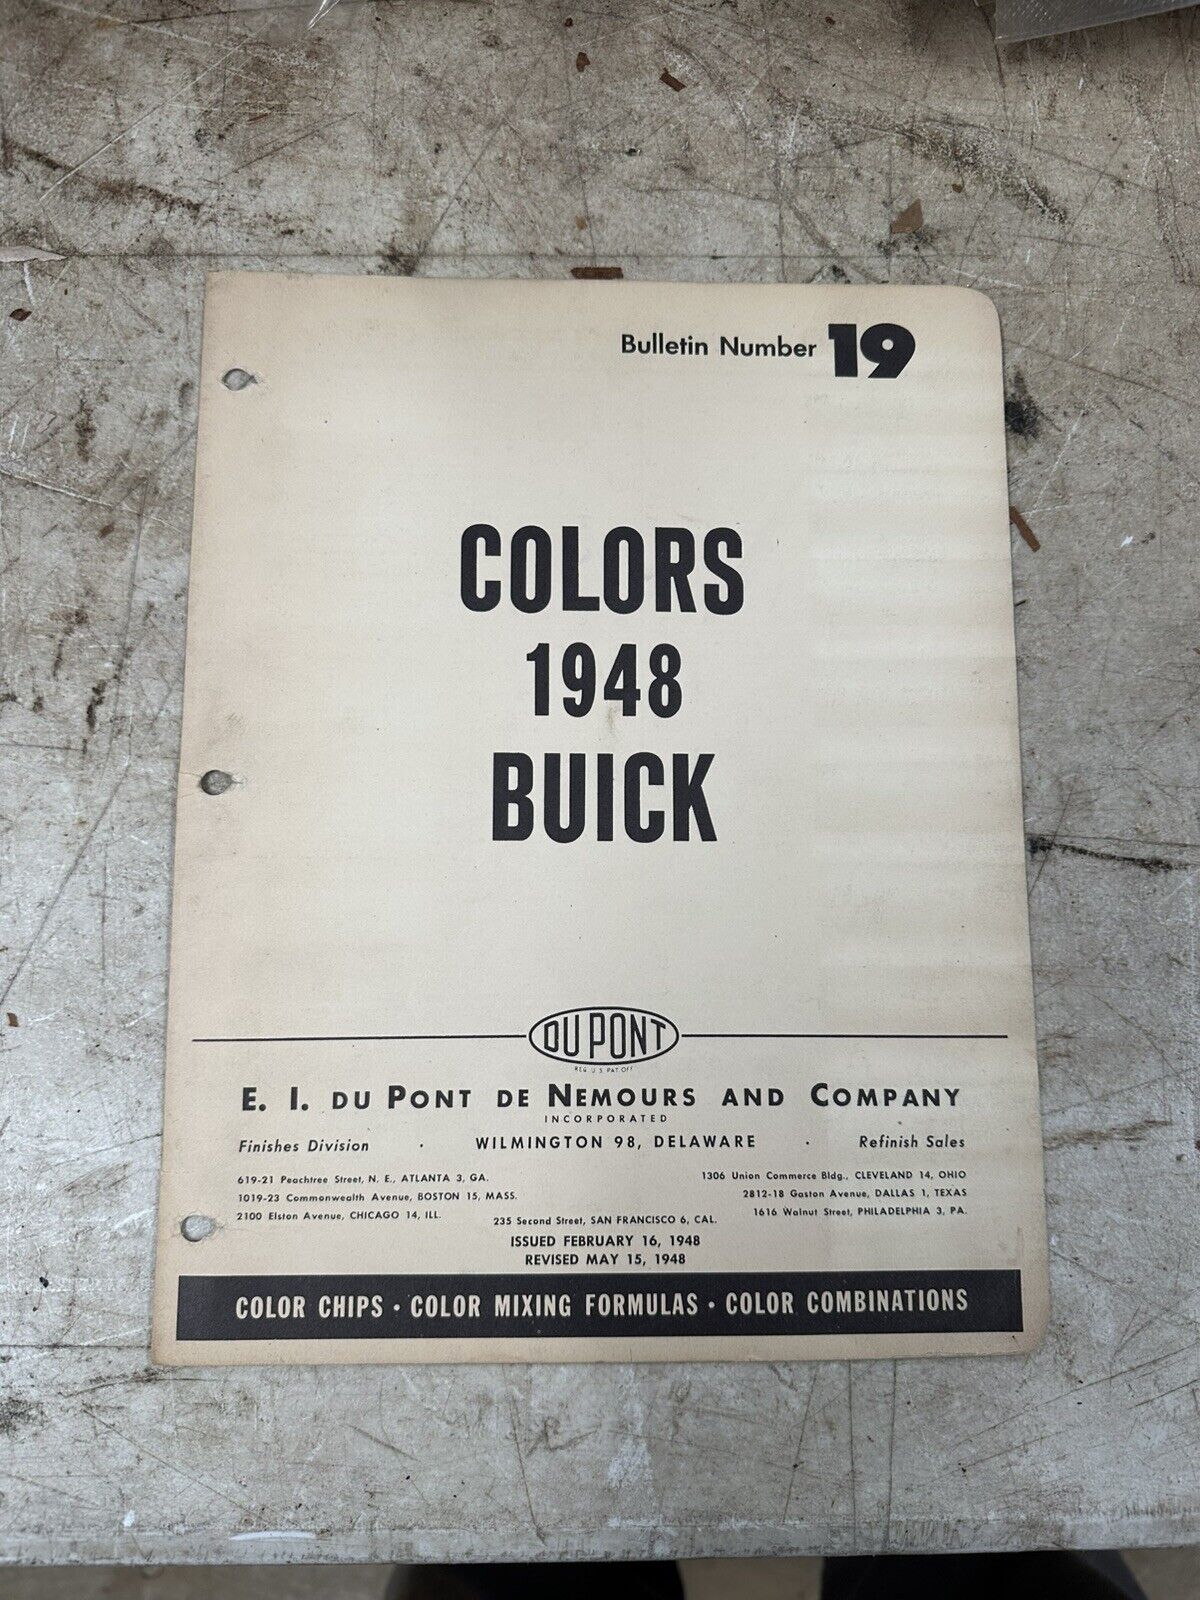 Bulletin Number 19
COLORS
1948
BUICK
DU PONT
REG. U.S. PAT. OFF.
E. I. DU PONT DE NEMOURS AND COMPANY
INCORPORATED
Finishes Division · WILMINGTON 98, DELAWARE · Refinish Sales
619-21 Peachtree Street, N. E., ATLANTA 3, GA.
1019-23 Commonwealth Avenue, BOSTON 15, MASS.
2100 Elston Avenue, CHICAGO 14, ILL.
1306 Union Commerce Bldg., CLEVELAND 14, OHIO
2812-18 Gaston Avenue, DALLAS 1, TEXAS
1616 Walnut Street, PHILADELPHIA 3, PA.
235 Second Street, SAN FRANCISCO 6, CAL.
ISSUED FEBRUARY 16, 1948
REVISED MAY 15, 1948
COLOR CHIPS · COLOR MIXING FORMULAS · COLOR COMBINATIONS